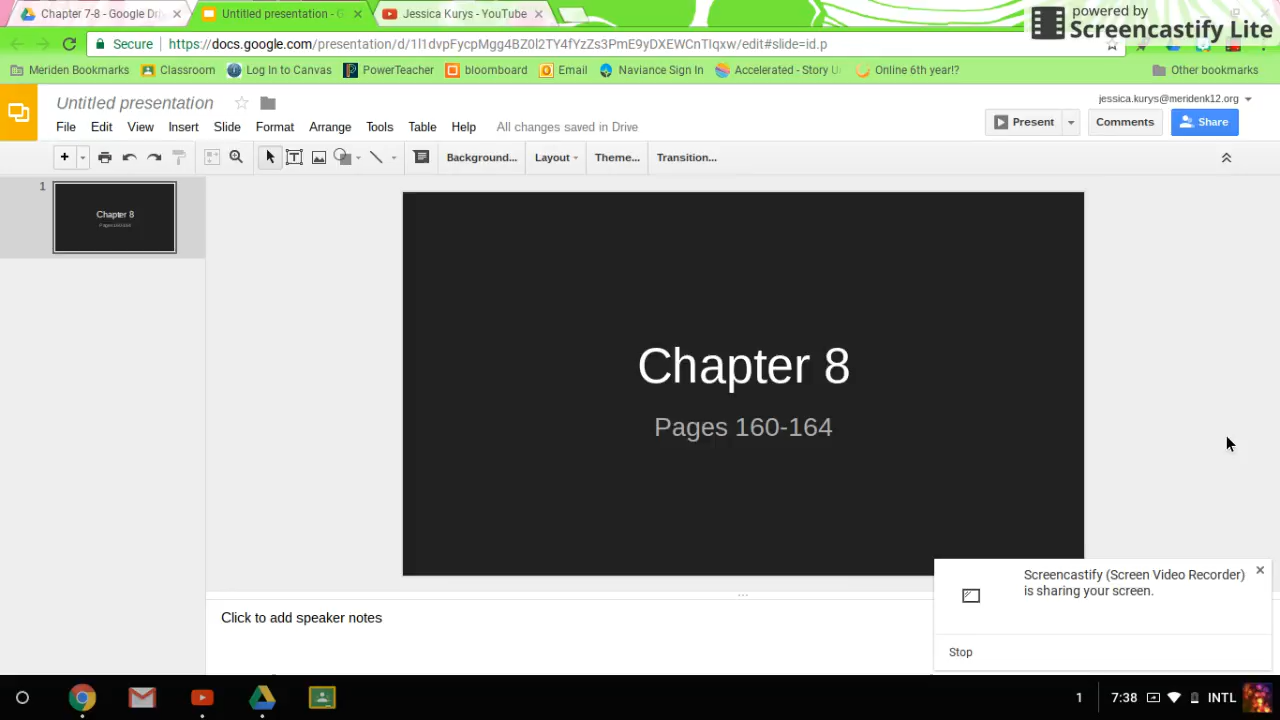 Chapter 7-8 - Google Dri
Untitled presentation - G
Jessica Kurys - YouTube
powered by
Screencastify Lite
Secure
https://docs.google.com/presentation/d/1l1dvpFycpMgg4BZ0l2TY4fYzZs3PmE9yDXEWCnTIqxw/edit#slide=id.p
Meriden Bookmarks
Classroom
Log In to Canvas
PowerTeacher
bloomboard
Email
Naviance Sign In
Accelerated - Story U
Online 6th year!?
Other bookmarks
Untitled presentation
jessica.kurys@meridenk12.org
File Edit View Insert Slide Format Arrange Tools Table Help All changes saved in Drive
Present
Comments
Share
Background... Layout Theme... Transition...
1
Chapter 8
Pages 160-164
Chapter 8
Pages 160-164
Click to add speaker notes
Screencastify (Screen Video Recorder)
is sharing your screen.
Stop
1 7:38 INTL